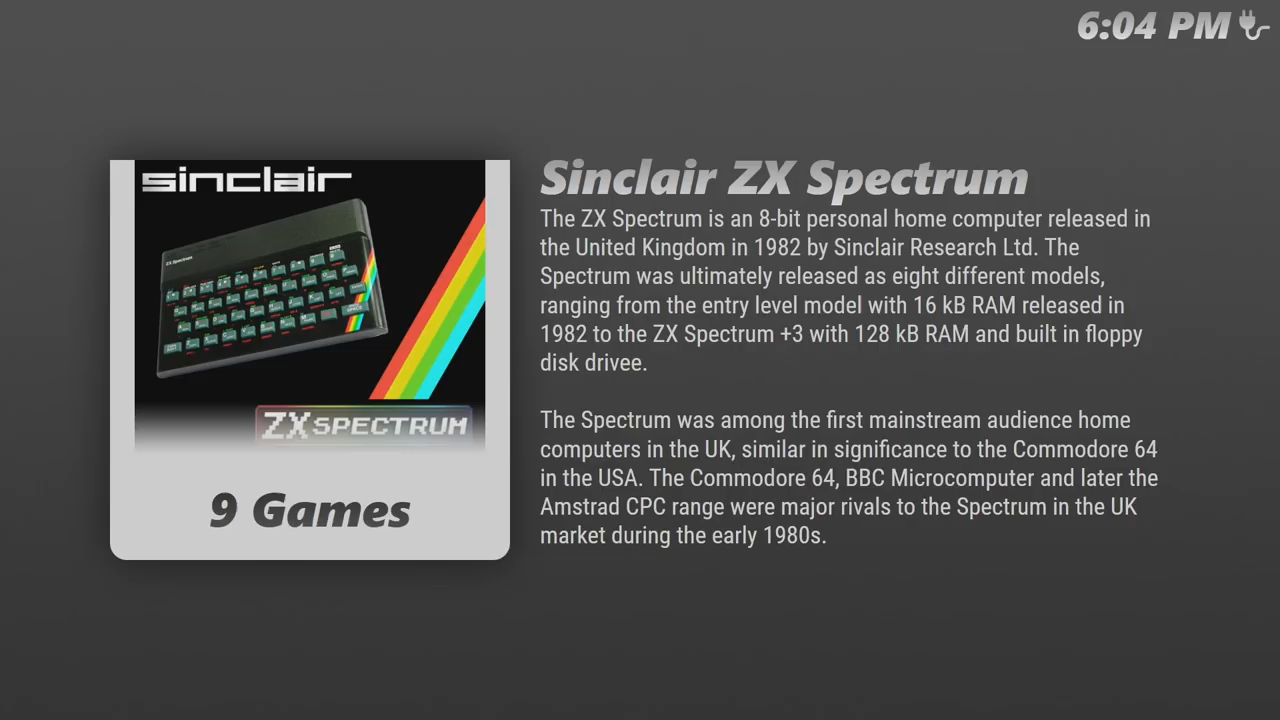 6:04 PM
sinclair
ZX Spectrum
ZX SPECTRUM
9 Games
Sinclair ZX Spectrum
The ZX Spectrum is an 8-bit personal home computer released in
the United Kingdom in 1982 by Sinclair Research Ltd. The
Spectrum was ultimately released as eight different models,
ranging from the entry level model with 16 kB RAM released in
1982 to the ZX Spectrum +3 with 128 kB RAM and built in floppy
disk drivee.
The Spectrum was among the first mainstream audience home
computers in the UK, similar in significance to the Commodore 64
in the USA. The Commodore 64, BBC Microcomputer and later the
Amstrad CPC range were major rivals to the Spectrum in the UK
market during the early 1980s.